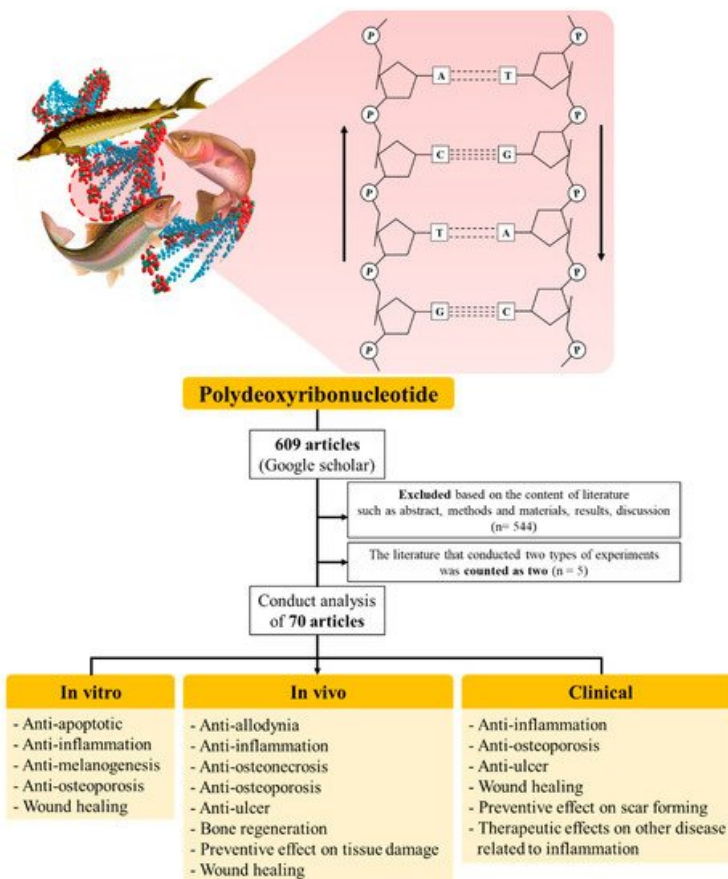 P P
A T
P P
C G
P P
T A
P P
G C
P P
Polydeoxyribonucleotide
609 articles
(Google scholar)
Excluded based on the content of literature
such as abstract, methods and materials, results, discussion
(n= 544)
The literature that conducted two types of experiments
was counted as two (n = 5)
Conduct analysis
of 70 articles
In vitro
- Anti-apoptotic
- Anti-inflammation
- Anti-melanogenesis
- Anti-osteoporosis
- Wound healing
In vivo
- Anti-allodynia
- Anti-inflammation
- Anti-osteonecrosis
- Anti-osteoporosis
- Anti-ulcer
- Bone regeneration
- Preventive effect on tissue damage
- Wound healing
Clinical
- Anti-inflammation
- Anti-osteoporosis
- Anti-ulcer
- Wound healing
- Preventive effect on scar forming
- Therapeutic effects on other disease
related to inflammation